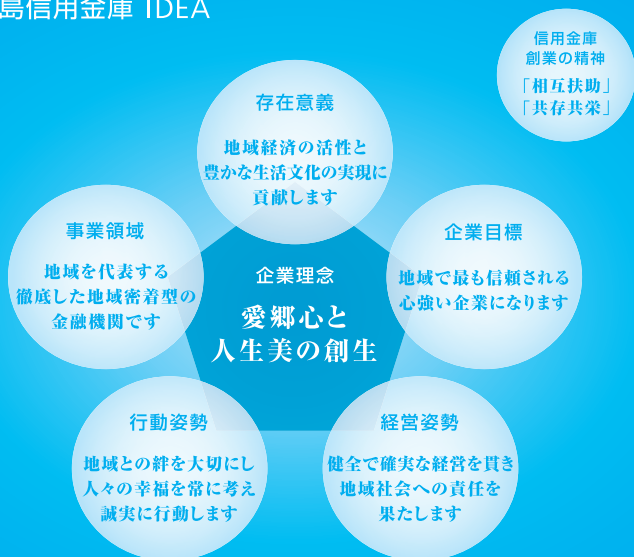 島信用金庫 IDEA
信用金庫
創業の精神
「相互扶助」
「共存共栄」
存在意義
地域経済の活性と
豊かな生活文化の実現に
貢献します
事業領域
地域を代表する
徹底した地域密着型の
金融機関です
企業目標
地域で最も信頼される
心強い企業になります
企業理念
愛郷心と
人生美の創生
行動姿勢
地域との絆を大切にし
人々の幸福を常に考え
誠実に行動します
経営姿勢
健全で確実な経営を貫き
地域社会への責任を
果たします